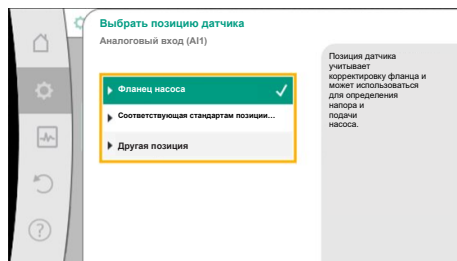 Выбрать позицию датчика
Аналоговый вход (AI1)
Фланец насоса
Соответствующая стандартам позиции...
Другая позиция
Позиция датчика
учитывает
корректировку фланца и
может использоваться
для определения
напора и
подачи
насоса.